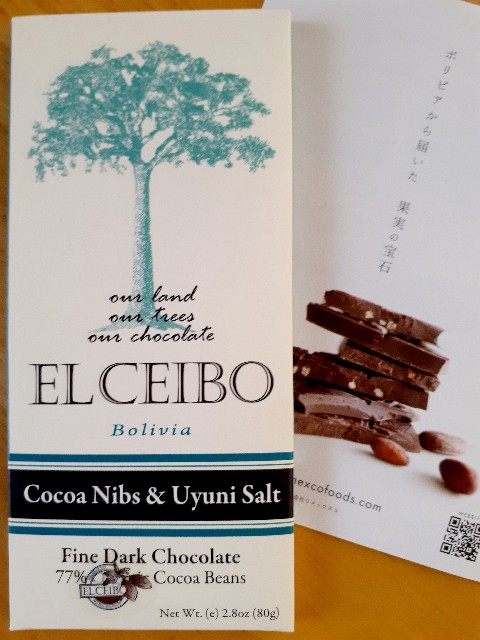 our land
our trees
our chocolate
EL CEIBO
Bolivia
Cocoa Nibs & Uyuni Salt
Fine Dark Chocolate
77% Cocoa Beans
EL CEIBO
Net Wt. (e) 2.8oz (80g)
ボリビアから届いた 果実の宝石
nexcofoods.com